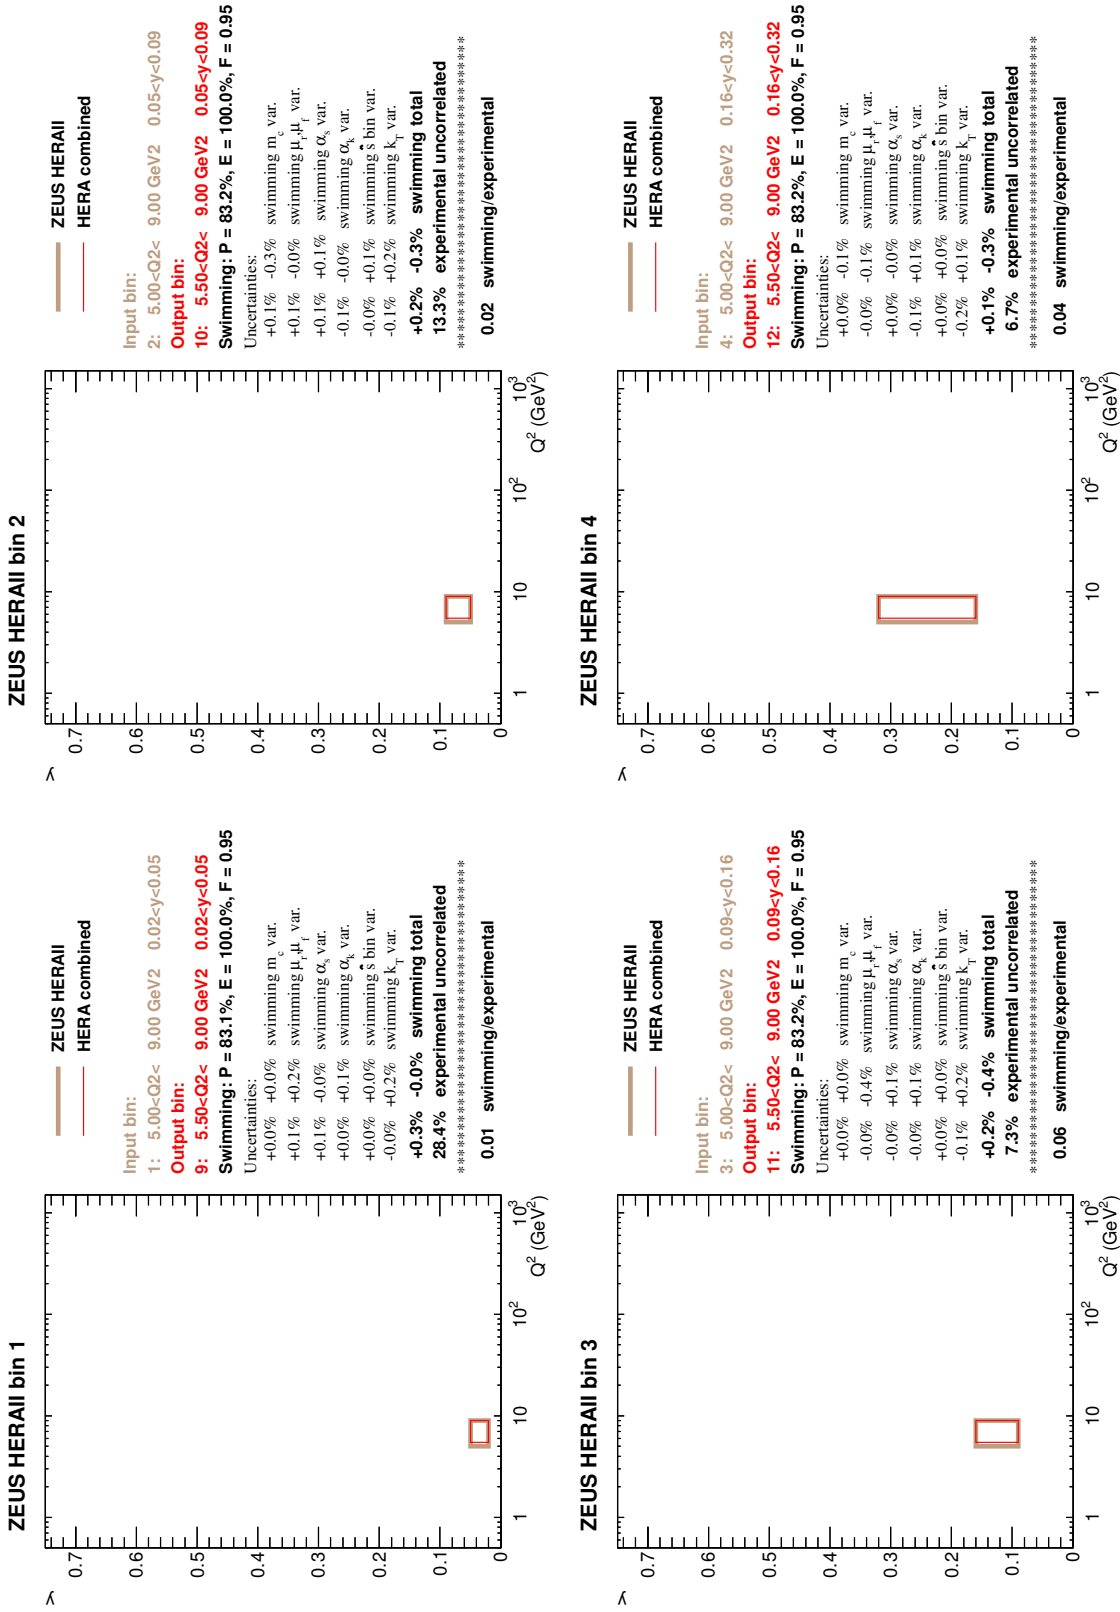 ZEUS HERAII bin 1
y
0.7
0.6
0.5
0.4
0.3
0.2
0.1
0
1
10
10²
10³
Q² (GeV²)
ZEUS HERAII
HERA combined
Input bin:
1: 5.00<Q2< 9.00 GeV2 0.02<y<0.05
Output bin:
9: 5.50<Q2< 9.00 GeV2 0.02<y<0.05
Swimming: P = 83.1%, E = 100.0%, F = 0.95
Uncertainties:
+0.0% +0.0% swimming m_c var.
+0.1% +0.2% swimming μ_r,μ_f var.
+0.1% -0.0% swimming α_s var.
+0.0% +0.1% swimming α_k var.
+0.0% +0.0% swimming ŝ bin var.
-0.0% +0.2% swimming k_T var.
+0.3% -0.0% swimming total
28.4% experimental uncorrelated
************************************
0.01 swimming/experimental
ZEUS HERAII bin 2
y
0.7
0.6
0.5
0.4
0.3
0.2
0.1
0
1
10
10²
10³
Q² (GeV²)
ZEUS HERAII
HERA combined
Input bin:
2: 5.00<Q2< 9.00 GeV2 0.05<y<0.09
Output bin:
10: 5.50<Q2< 9.00 GeV2 0.05<y<0.09
Swimming: P = 83.2%, E = 100.0%, F = 0.95
Uncertainties:
+0.1% -0.3% swimming m_c var.
+0.1% -0.0% swimming μ_r,μ_f var.
+0.1% +0.1% swimming α_s var.
-0.1% -0.0% swimming α_k var.
-0.0% +0.1% swimming ŝ bin var.
-0.1% +0.2% swimming k_T var.
+0.2% -0.3% swimming total
13.3% experimental uncorrelated
************************************
0.02 swimming/experimental
ZEUS HERAII bin 3
y
0.7
0.6
0.5
0.4
0.3
0.2
0.1
0
1
10
10²
10³
Q² (GeV²)
ZEUS HERAII
HERA combined
Input bin:
3: 5.00<Q2< 9.00 GeV2 0.09<y<0.16
Output bin:
11: 5.50<Q2< 9.00 GeV2 0.09<y<0.16
Swimming: P = 83.2%, E = 100.0%, F = 0.95
Uncertainties:
+0.0% +0.0% swimming m_c var.
-0.0% -0.4% swimming μ_r,μ_f var.
-0.0% +0.1% swimming α_s var.
-0.0% +0.1% swimming α_k var.
+0.0% +0.0% swimming ŝ bin var.
-0.1% +0.2% swimming k_T var.
+0.2% -0.4% swimming total
7.3% experimental uncorrelated
************************************
0.06 swimming/experimental
ZEUS HERAII bin 4
y
0.7
0.6
0.5
0.4
0.3
0.2
0.1
0
1
10
10²
10³
Q² (GeV²)
ZEUS HERAII
HERA combined
Input bin:
4: 5.00<Q2< 9.00 GeV2 0.16<y<0.32
Output bin:
12: 5.50<Q2< 9.00 GeV2 0.16<y<0.32
Swimming: P = 83.2%, E = 100.0%, F = 0.95
Uncertainties:
+0.0% -0.1% swimming m_c var.
-0.0% -0.1% swimming μ_r,μ_f var.
+0.0% -0.0% swimming α_s var.
-0.1% +0.1% swimming α_k var.
+0.0% +0.0% swimming ŝ bin var.
-0.2% +0.1% swimming k_T var.
+0.1% -0.3% swimming total
6.7% experimental uncorrelated
************************************
0.04 swimming/experimental